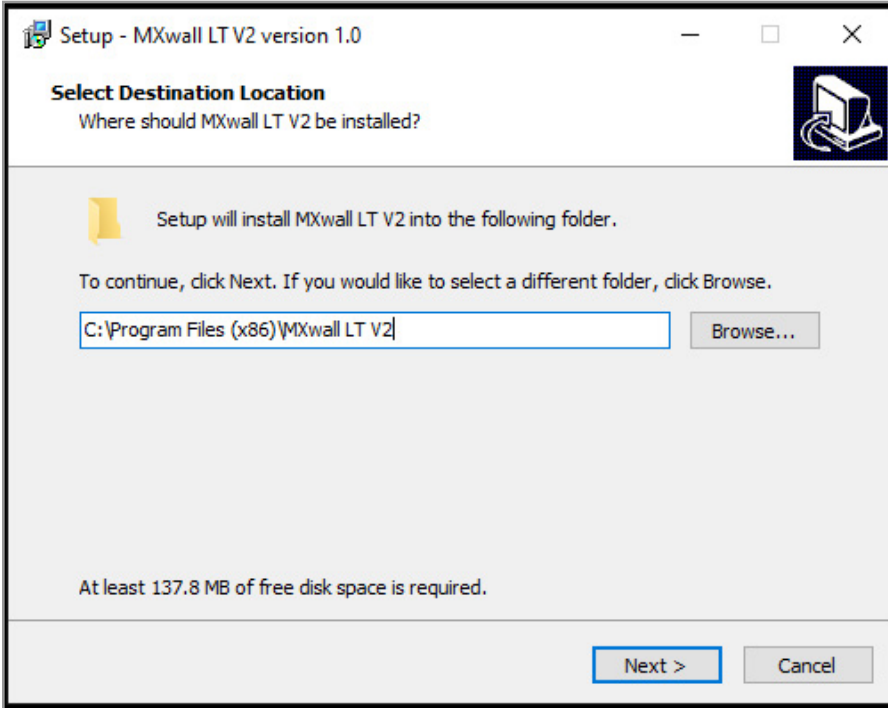 Setup - MXwall LT V2 version 1.0
Select Destination Location
Where should MXwall LT V2 be installed?
Setup will install MXwall LT V2 into the following folder.
To continue, click Next. If you would like to select a different folder, click Browse.
C:\Program Files (x86)\MXwall LT V2
Browse...
At least 137.8 MB of free disk space is required.
Next >
Cancel